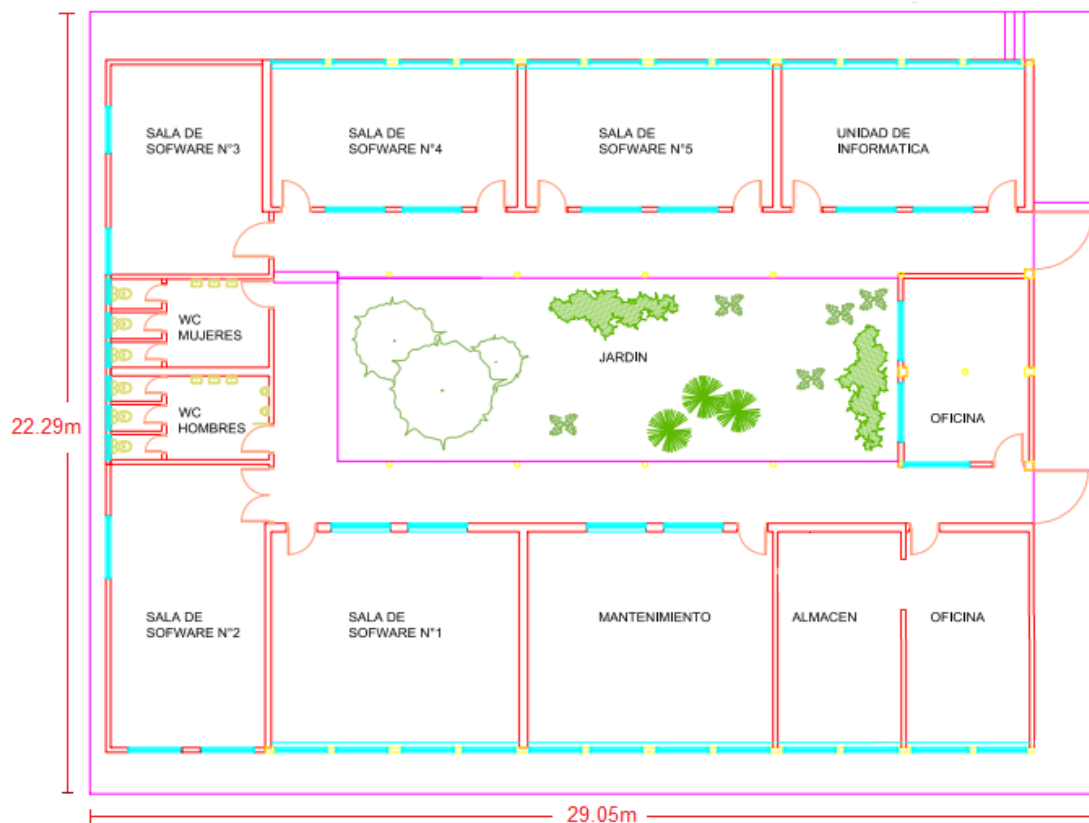 SALA DE
SOFWARE N°3
SALA DE
SOFWARE N°4
SALA DE
SOFWARE N°5
UNIDAD DE
INFORMATICA
WC
MUJERES
JARDIN
WC
HOMBRES
OFICINA
22.29m
SALA DE
SOFWARE N°2
SALA DE
SOFWARE N°1
MANTENIMIENTO
ALMACEN
OFICINA
29.05m